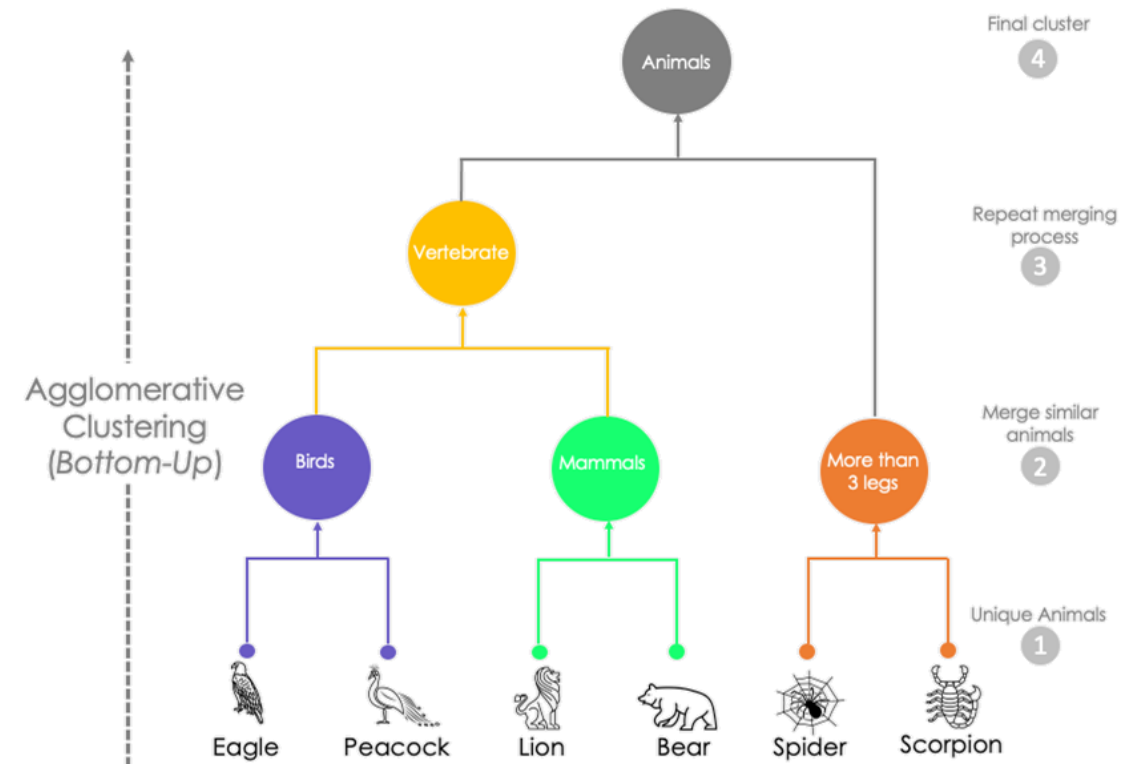 Final cluster
4
Animals
Repeat merging
process
3
Vertebrate
Agglomerative
Clustering
(Bottom-Up)
Merge similar
animals
2
Birds
Mammals
More than
3 legs
Unique Animals
1
Eagle
Peacock
Lion
Bear
Spider
Scorpion